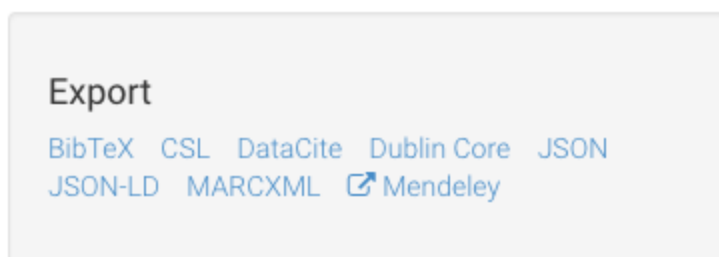 Export
BibTeX CSL DataCite Dublin Core JSON
JSON-LD MARCXML Mendeley